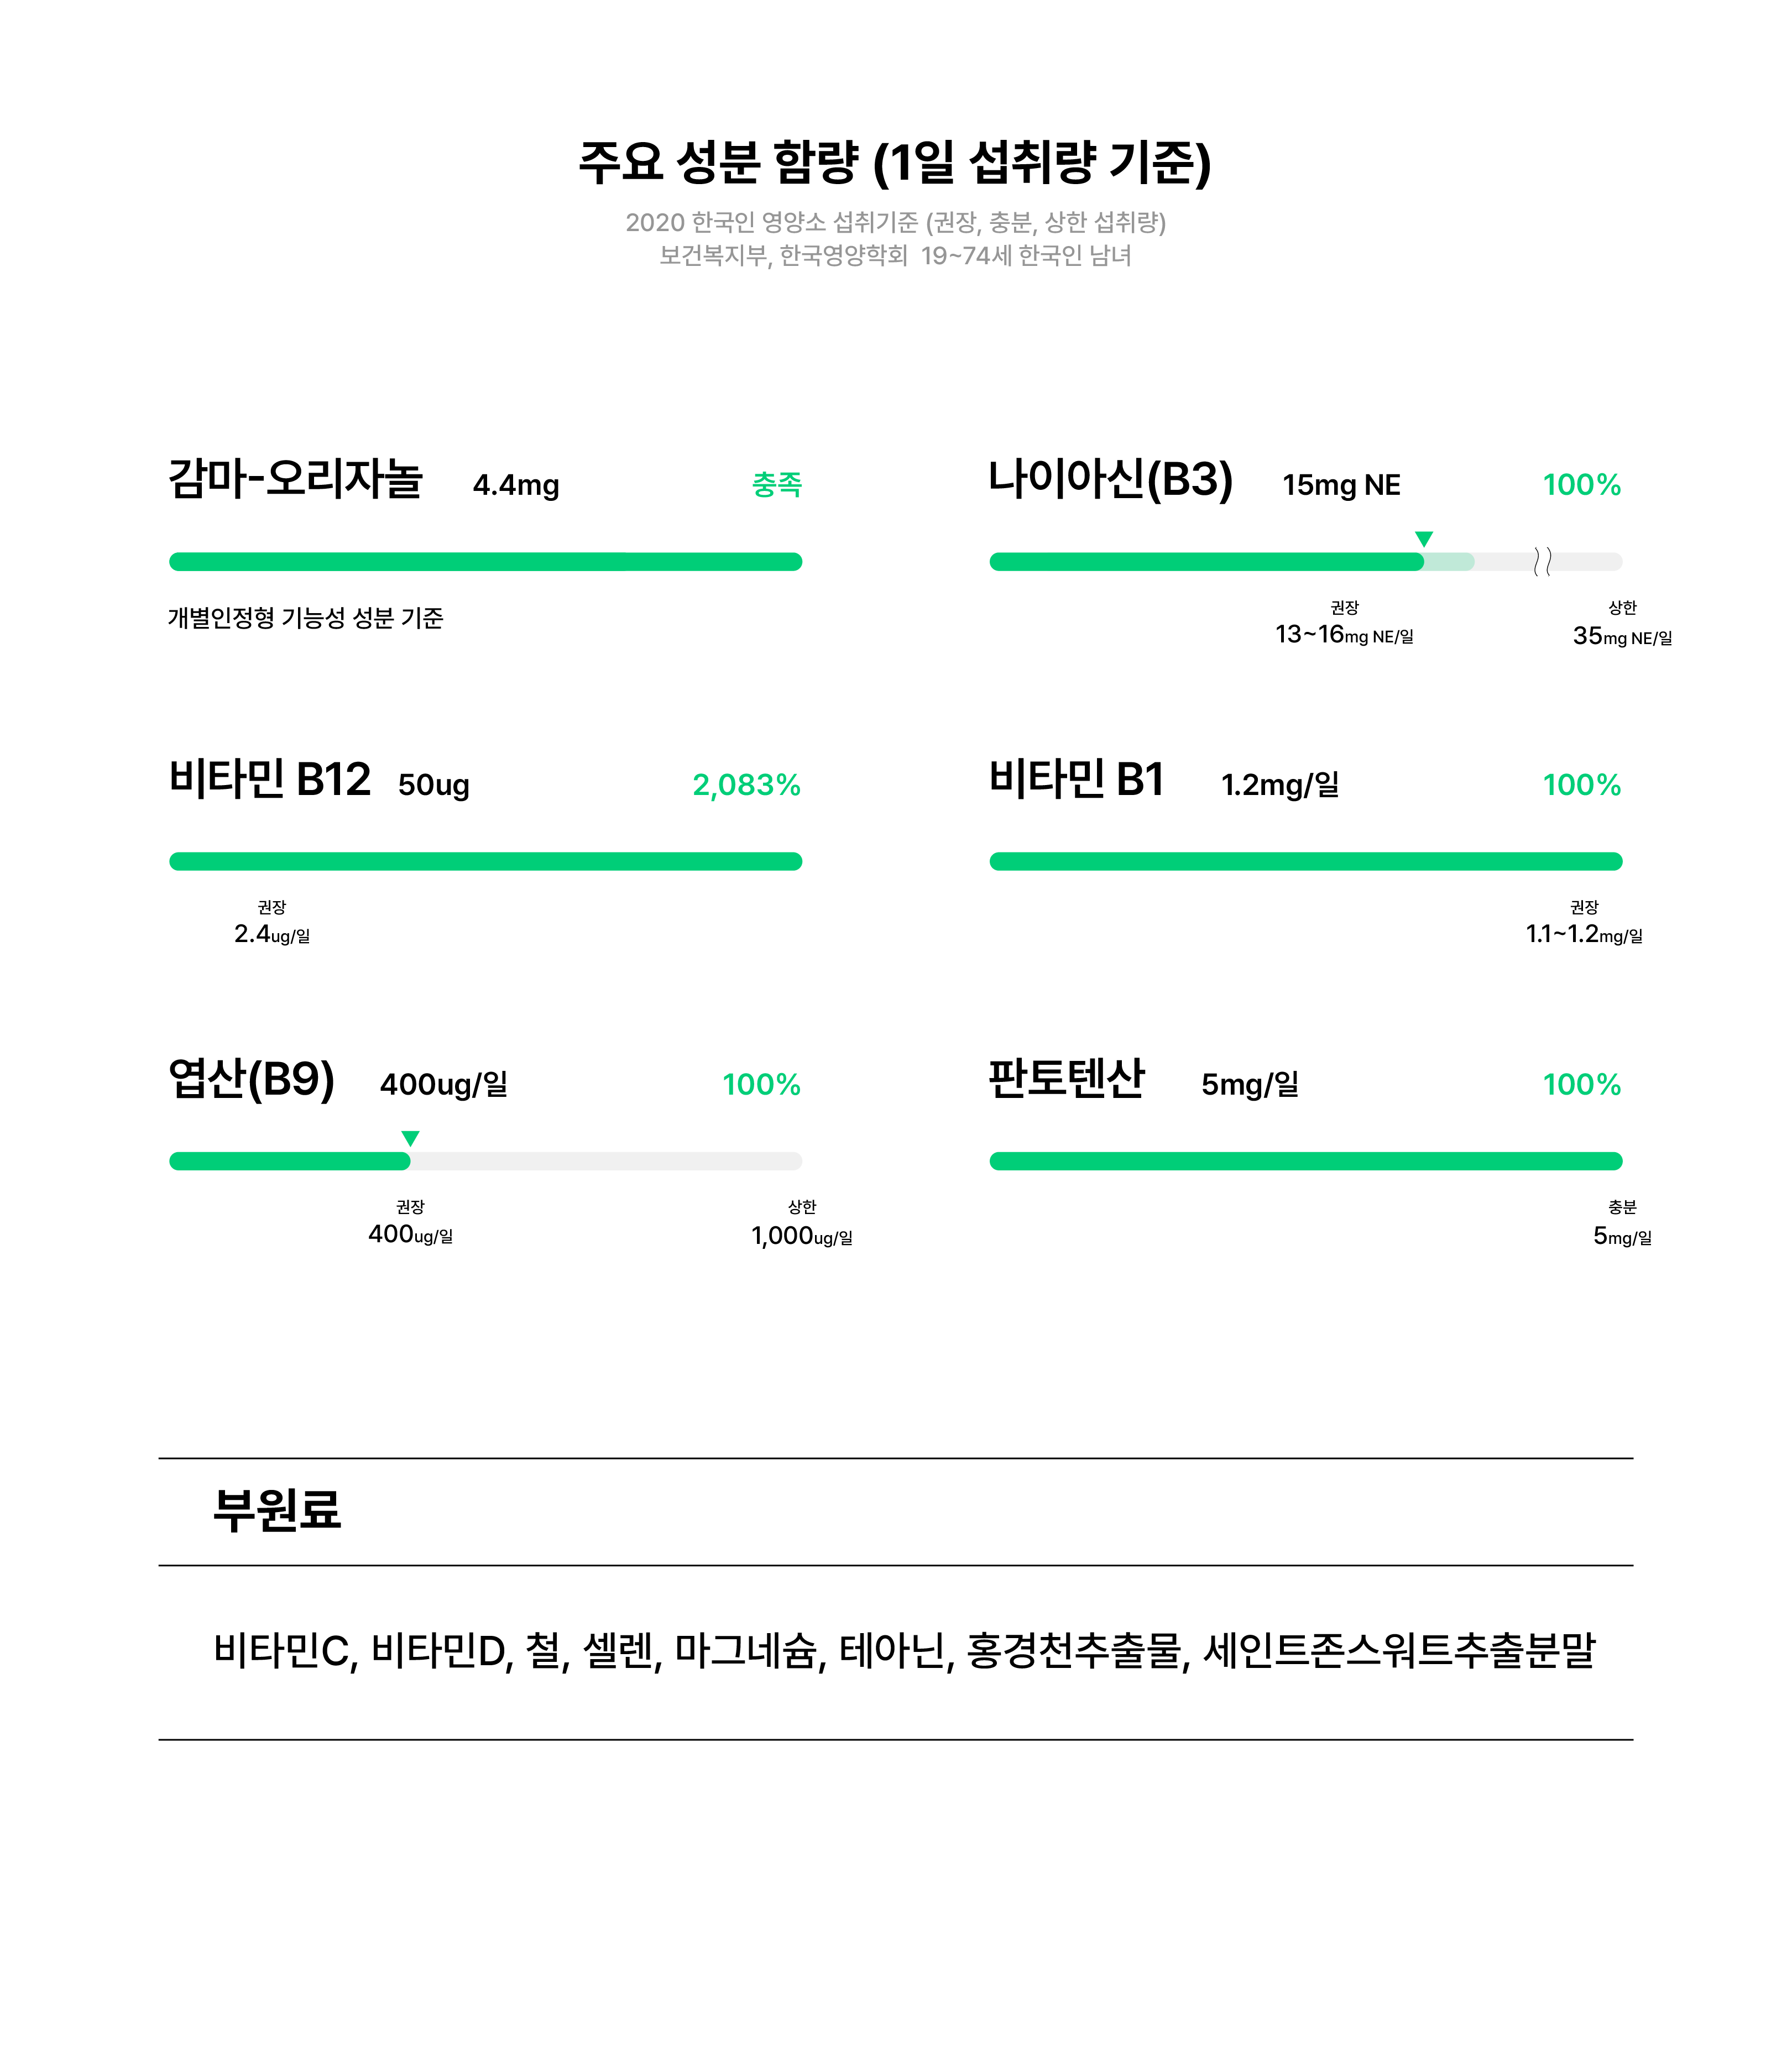 주요 성분 함량 (1일 섭취량 기준)
2020 한국인 영양소 섭취기준 (권장, 충분, 상한 섭취량)
보건복지부, 한국영양학회 19~74세 한국인 남녀
감마-오리자놀 4.4mg 충족
개별인정형 기능성 성분 기준
나이아신(B3) 15mg NE 100%
권장 상한
13~16mg NE/일 35mg NE/일
비타민 B12 50ug 2,083%
권장
2.4ug/일
비타민 B1 1.2mg/일 100%
권장
1.1~1.2mg/일
엽산(B9) 400ug/일 100%
권장 상한
400ug/일 1,000ug/일
판토텐산 5mg/일 100%
충분
5mg/일
부원료
비타민C, 비타민D, 철, 셀렌, 마그네슘, 테아닌, 홍경천추출물, 세인트존스워트추출분말